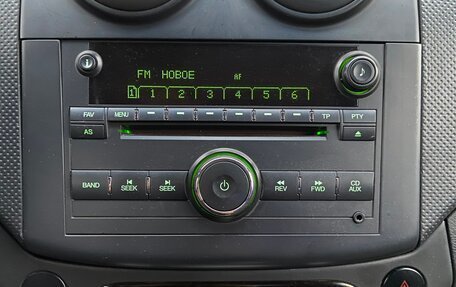 FM НОВОЕ AF
1 1 2 3 4 5 6
FAV MENU TP PTY
AS
BAND SEEK SEEK REV FWD CD AUX